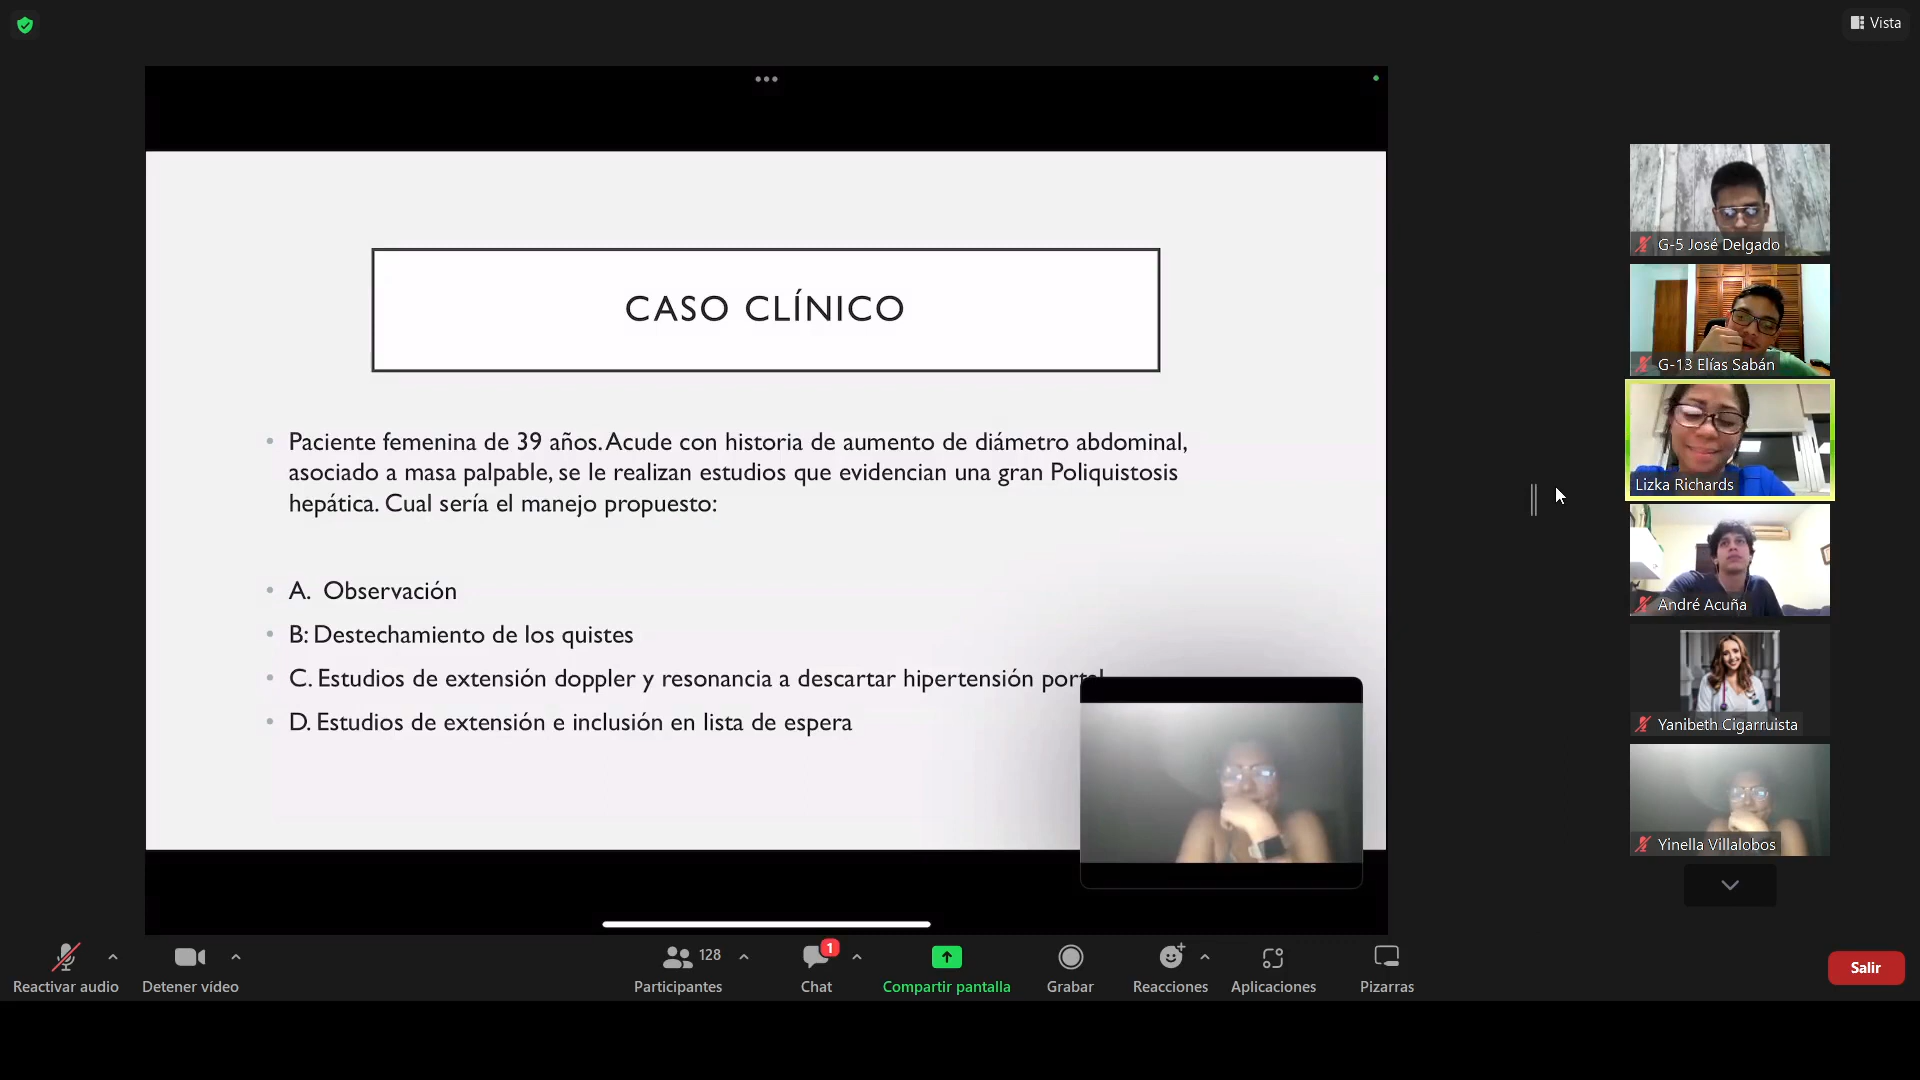 Vista
CASO CLÍNICO
Paciente femenina de 39 años. Acude con historia de aumento de diámetro abdominal,
asociado a masa palpable, se le realizan estudios que evidencian una gran Poliquistosis
hepática. Cual sería el manejo propuesto:
A. Observación
B: Destechamiento de los quistes
C. Estudios de extensión doppler y resonancia a descartar hipertensión portal
D. Estudios de extensión e inclusión en lista de espera
G-5 José Delgado
G-13 Elías Sabán
Lizka Richards
André Acuña
Yanibeth Cigarruista
Yinella Villalobos
Reactivar audio
Detener vídeo
128
Participantes
1
Chat
Compartir pantalla
Grabar
Reacciones
Aplicaciones
Pizarras
Salir